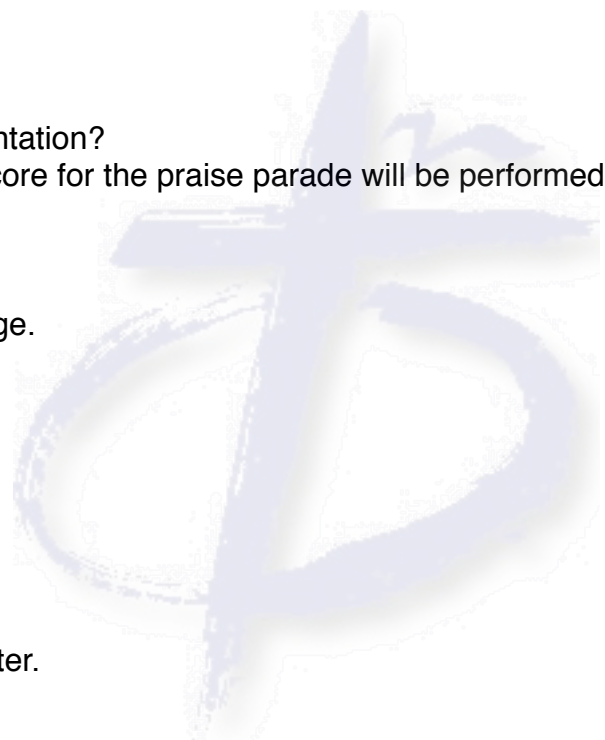 ntation?
core for the praise parade will be performed
ge.
ter.